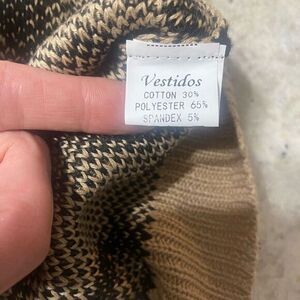 Vestidos
COTTON 30%
POLYESTER 65%
SPANDEX 5%